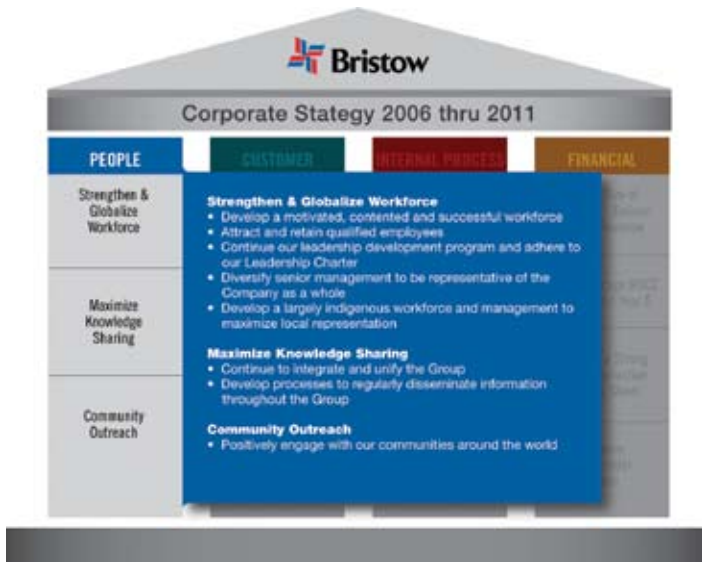 Bristow
Corporate Stategy 2006 thru 2011
PEOPLE
CUSTOMER
INTERNAL PROCESS
FINANCIAL
Strengthen &
Globalize
Workforce
Maximize
Knowledge
Sharing
Community
Outreach
Strengthen & Globalize Workforce
• Develop a motivated, contented and successful workforce
• Attract and retain qualified employees
• Continue our leadership development program and adhere to
our Leadership Charter
• Diversify senior management to be representative of the
Company as a whole
• Develop a largely indigenous workforce and management to
maximize local representation
Maximize Knowledge Sharing
• Continue to integrate and unify the Group
• Develop processes to regularly disseminate information
throughout the Group
Community Outreach
• Positively engage with our communities around the world